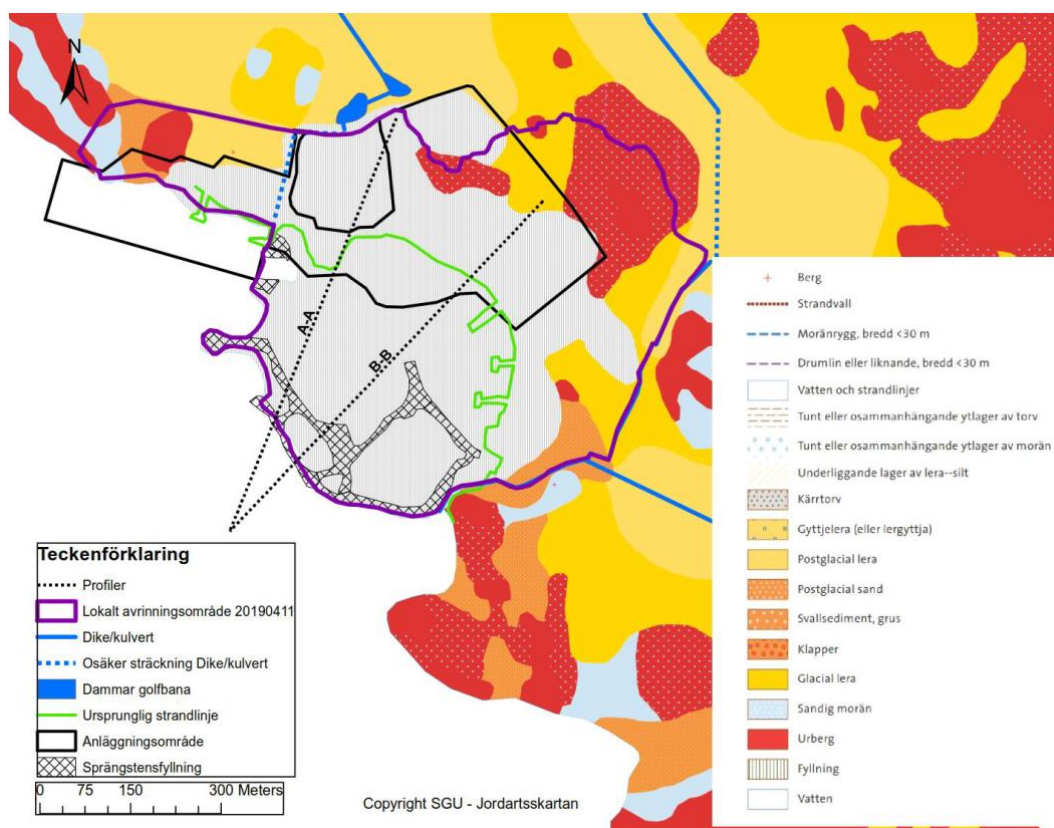 N
A-A
B-B
Teckenförklaring
Profiler
Lokalt avrinningsområde 20190411
Dike/kulvert
Osäker sträckning Dike/kulvert
Dammar golfbana
Ursprunglig strandlinje
Anläggningsområde
Sprängstensfyllning
0 75 150 300 Meters
Copyright SGU - Jordartsskartan
Berg
Strandvall
Moränrygg, bredd <30 m
Drumlin eller liknande, bredd <30 m
Vatten och strandlinjer
Tunt eller osammanhängande ytlager av torv
Tunt eller osammanhängande ytlager av morän
Underliggande lager av lera--silt
Kärrtorv
Gyttjelera (eller lergyttja)
Postglacial lera
Postglacial sand
Svallsediment, grus
Klapper
Glacial lera
Sandig morän
Urberg
Fyllning
Vatten